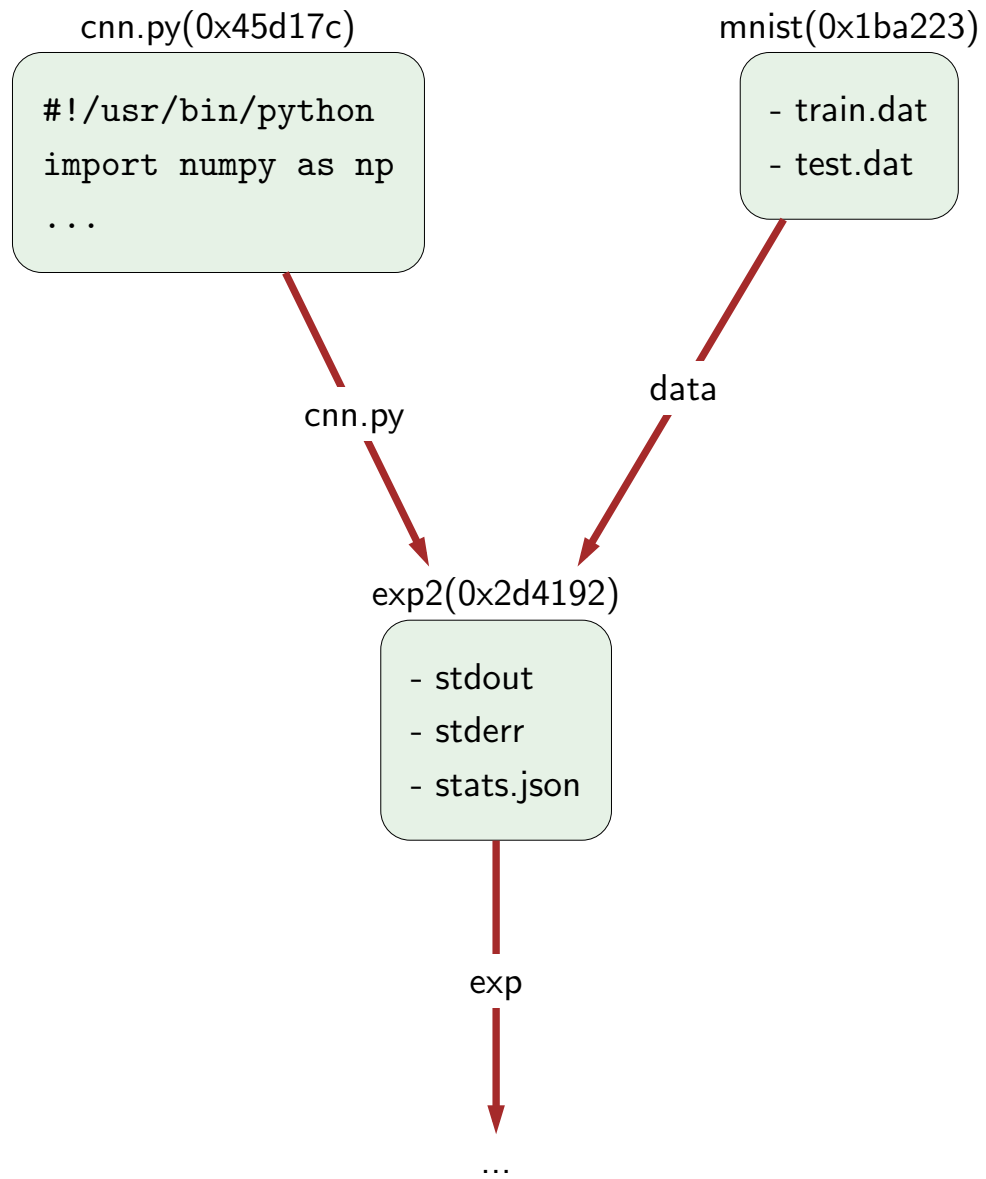 cnn.py(0x45d17c)
#!/usr/bin/python
import numpy as np
...
mnist(0x1ba223)
- train.dat
- test.dat
cnn.py
data
exp2(0x2d4192)
- stdout
- stderr
- stats.json
exp
...